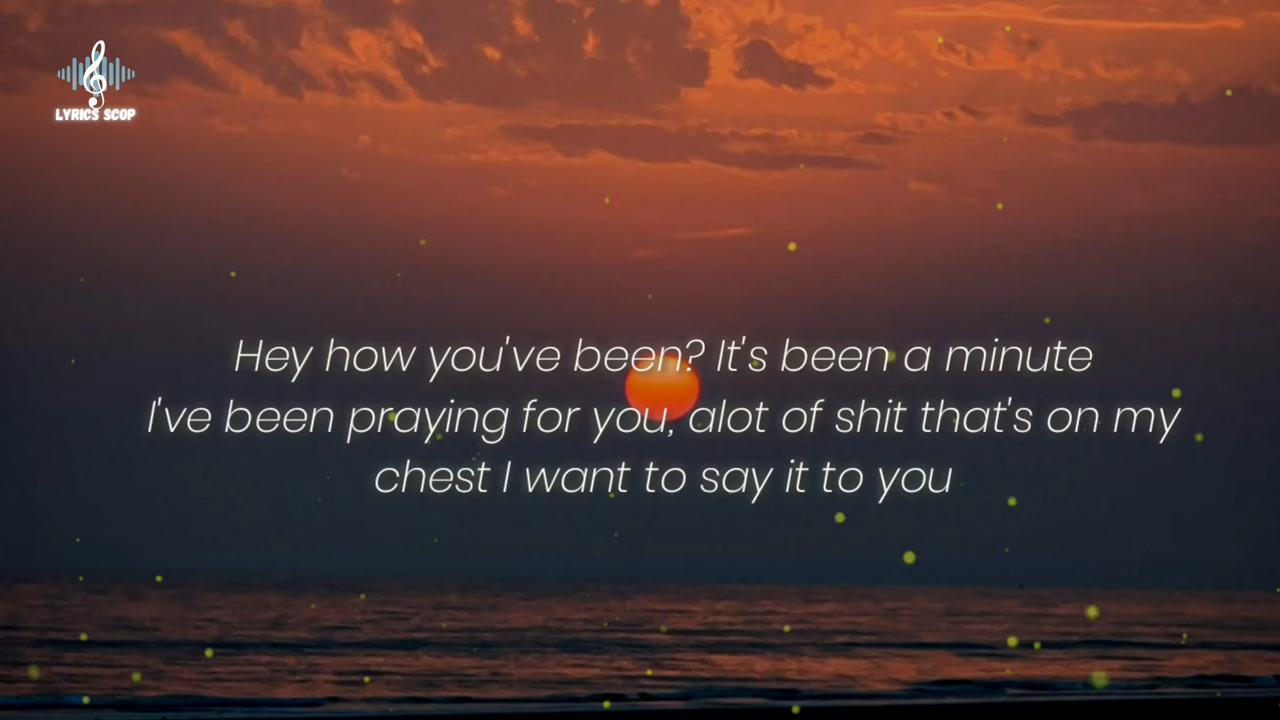 LYRICS SCOP
Hey how you've been? It's been a minute
I've been praying for you, alot of shit that's on my
chest I want to say it to you